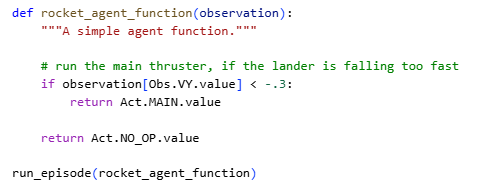 def rocket_agent_function(observation):
    """A simple agent function."""

    # run the main thruster, if the lander is falling too fast
    if observation[Obs.VY.value] < -.3:
        return Act.MAIN.value

    return Act.NO_OP.value

run_episode(rocket_agent_function)